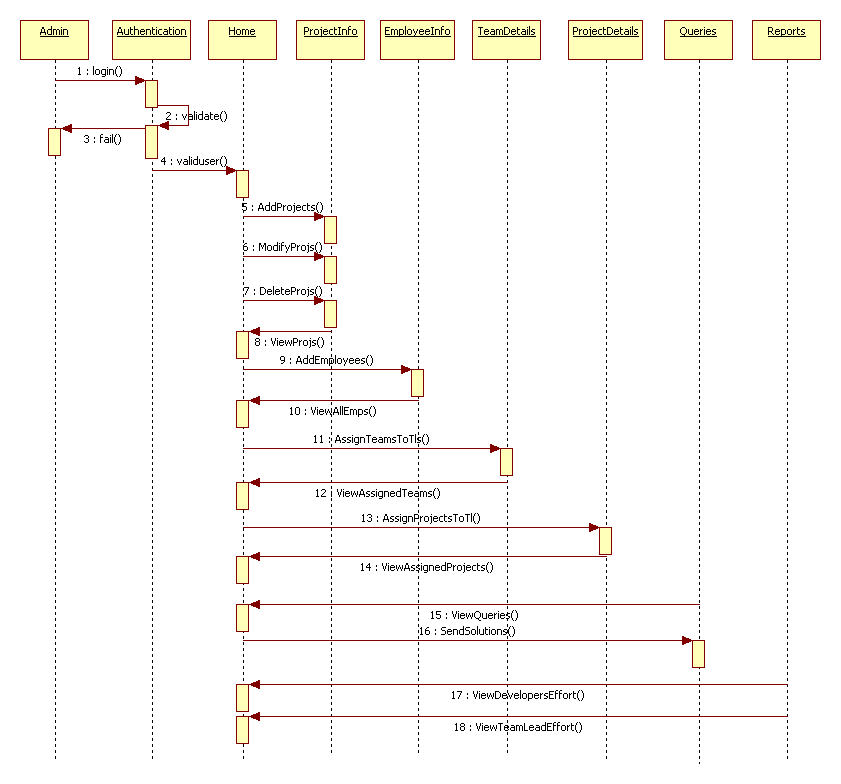 Admin
Authentication
Home
ProjectInfo
EmployeeInfo
TeamDetails
ProjectDetails
Queries
Reports
1 : login()
2 : validate()
3 : fail()
4 : validuser()
5 : AddProjects()
6 : ModifyProjs()
7 : DeleteProjs()
8 : ViewProjs()
9 : AddEmployees()
10 : ViewAllEmps()
11 : AssignTeamsToTls()
12 : ViewAssignedTeams()
13 : AssignProjectsToTl()
14 : ViewAssignedProjects()
15 : ViewQueries()
16 : SendSolutions()
17 : ViewDevelopersEffort()
18 : ViewTeamLeadEffort()